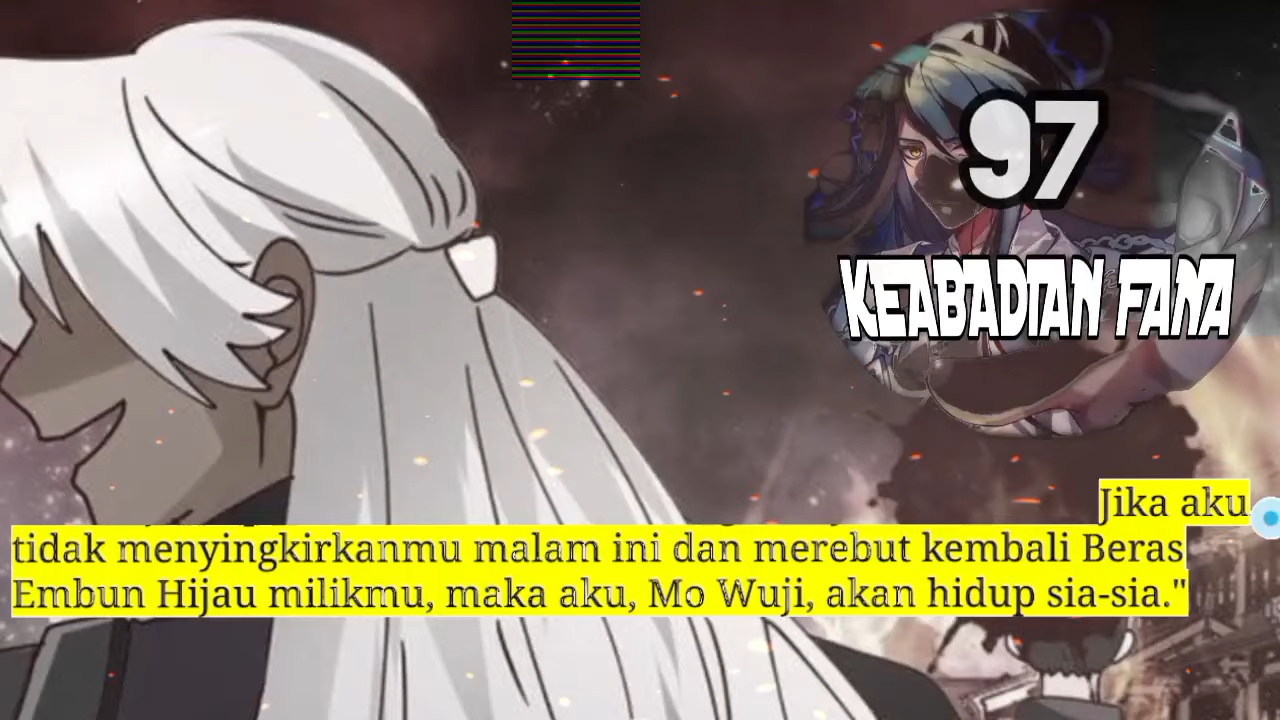 97
KEABADIAN FANA
Jika aku
tidak menyingkirkanmu malam ini dan merebut kembali Beras
Embun Hijau milikmu, maka aku, Mo Wuji, akan hidup sia-sia."